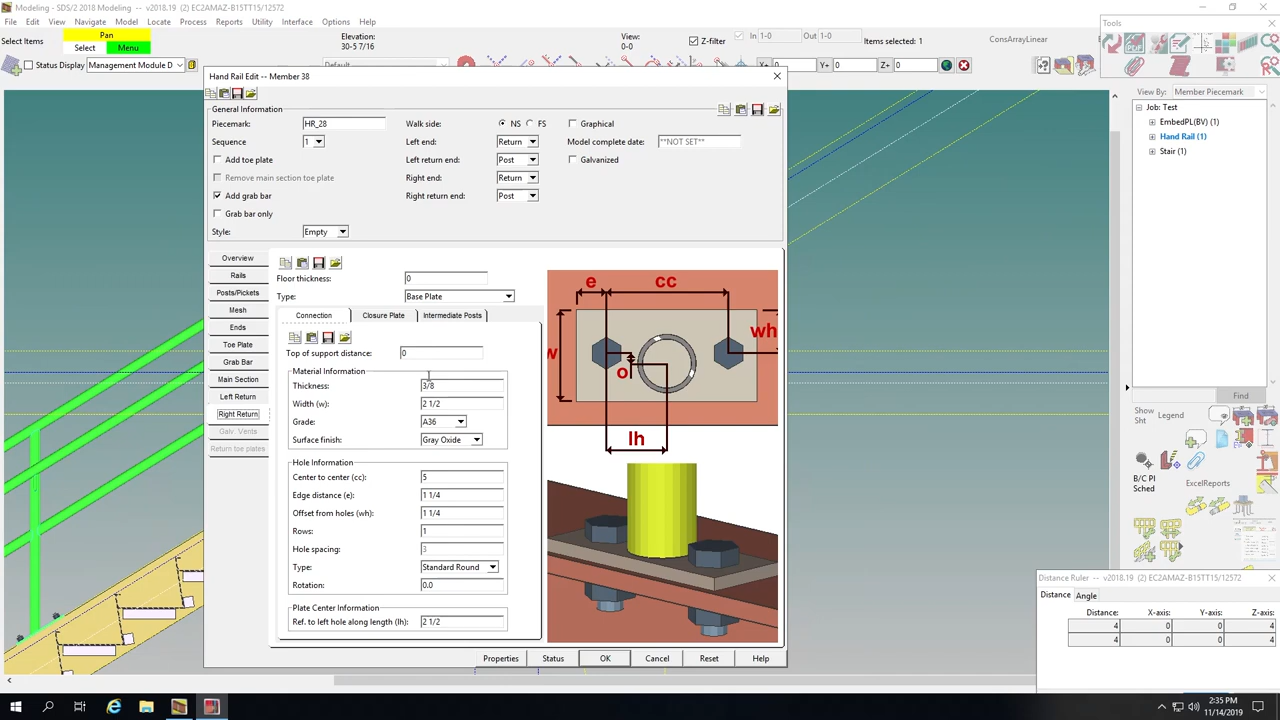 Modeling - SDS/2 2018 Modeling -- v2018.19 (2) EC2AMAZ-B15TT15/12572
File Edit View Navigate Model Locate Process Reports Utility Interface Options Help
Select Items Pan Elevation: View: Z-filter In 1-0 Out 1-0 Items selected: 1 ConsArrayLinear Tools
Select Menu 30-5 7/16 0-0
Status Display Management Module D Default X+ 0 Y+ 0 Z+ 0
Hand Rail Edit -- Member 38
General Information
Piecemark: HR_28 Walk side: NS FS Graphical
Sequence 1 Left end: Return Model complete date: **NOT SET**
Add toe plate Left return end: Post Galvanized
Remove main section toe plate Right end: Return
Add grab bar Right return end: Post
Grab bar only
Style: Empty
Overview
Rails
Posts/Pickets
Mesh
Ends
Toe Plate
Grab Bar
Main Section
Left Return
Right Return
Galv. Vents
Return toe plates
Floor thickness: 0
Type: Base Plate
Connection Closure Plate Intermediate Posts
Top of support distance: 0
Material Information
Thickness: 3/8
Width (w): 2 1/2
Grade: A36
Surface finish: Gray Oxide
Hole Information
Center to center (cc): 5
Edge distance (e): 1 1/4
Offset from holes (wh): 1 1/4
Rows: 1
Hole spacing: 3
Type: Standard Round
Rotation: 0.0
Plate Center Information
Ref. to left hole along length (lh): 2 1/2
e cc
w wh
o
lh
Properties Status OK Cancel Reset Help
View By: Member Piecemark
Job: Test
EmbedPL(BV) (1)
Hand Rail (1)
Stair (1)
Find
Show
Sht
B/C Pl
Sched
ExcelReports
Distance Ruler -- v2018.19 (2) EC2AMAZ-B15TT15/12572
Distance Angle
Distance: X-axis: Y-axis: Z-axis:
4 0 0 4
4 0 0 4
2:35 PM
11/14/2019